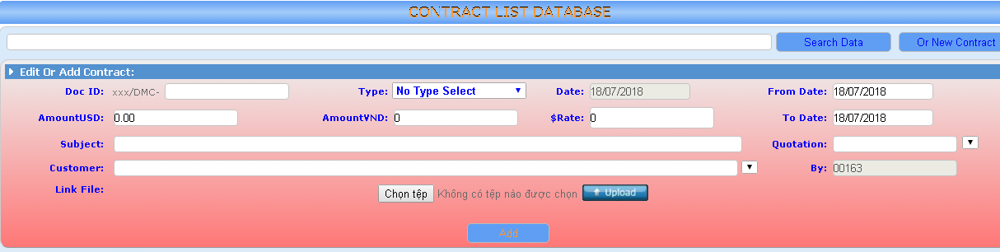 CONTRACT LIST DATABASE
Search Data Or New Contract
Edit Or Add Contract:
Doc ID: xxx/DMC- Type: No Type Select Date: 18/07/2018 From Date: 18/07/2018
AmountUSD: 0.00 AmountVND: 0 $Rate: 0 To Date: 18/07/2018
Subject: Quotation:
Customer: By: 00163
Link File: Chọn tệp Không có tệp nào được chọn Upload
Add